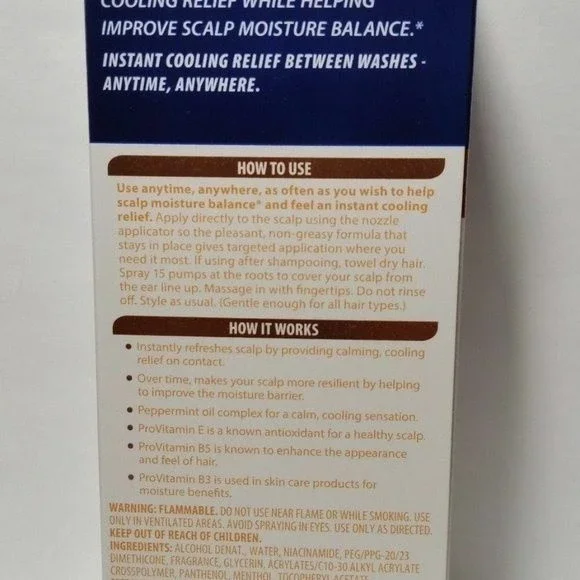 COOLING RELIEF WHILE HELPING
IMPROVE SCALP MOISTURE BALANCE.*
INSTANT COOLING RELIEF BETWEEN WASHES -
ANYTIME, ANYWHERE.
HOW TO USE
Use anytime, anywhere, as often as you wish to help
scalp moisture balance* and feel an instant cooling
relief. Apply directly to the scalp using the nozzle
applicator so the pleasant, non-greasy formula that
stays in place gives targeted application where you
need it most. If using after shampooing, towel dry hair.
Spray 15 pumps at the roots to cover your scalp from
the ear line up. Massage in with fingertips. Do not rinse
off. Style as usual. (Gentle enough for all hair types.)
HOW IT WORKS
• Instantly refreshes scalp by providing calming, cooling
relief on contact.
• Over time, makes your scalp more resilient by helping
to improve the moisture barrier.
• Peppermint oil complex for a calm, cooling sensation.
• ProVitamin E is a known antioxidant for a healthy scalp.
• ProVitamin B5 is known to enhance the appearance
and feel of hair.
• ProVitamin B3 is used in skin care products for
moisture benefits.
WARNING: FLAMMABLE. DO NOT USE NEAR FLAME OR WHILE SMOKING. USE
ONLY IN VENTILATED AREAS. AVOID SPRAYING IN EYES. USE ONLY AS DIRECTED.
KEEP OUT OF REACH OF CHILDREN.
INGREDIENTS: ALCOHOL DENAT., WATER, NIACINAMIDE, PEG/PPG-20/23
DIMETHICONE, FRAGRANCE, GLYCERIN, ACRYLATES/C10-30 ALKYL ACRYLATE
CROSSPOLYMER, PANTHENOL, MENTHOL, TOCOPHERYL ACETATE